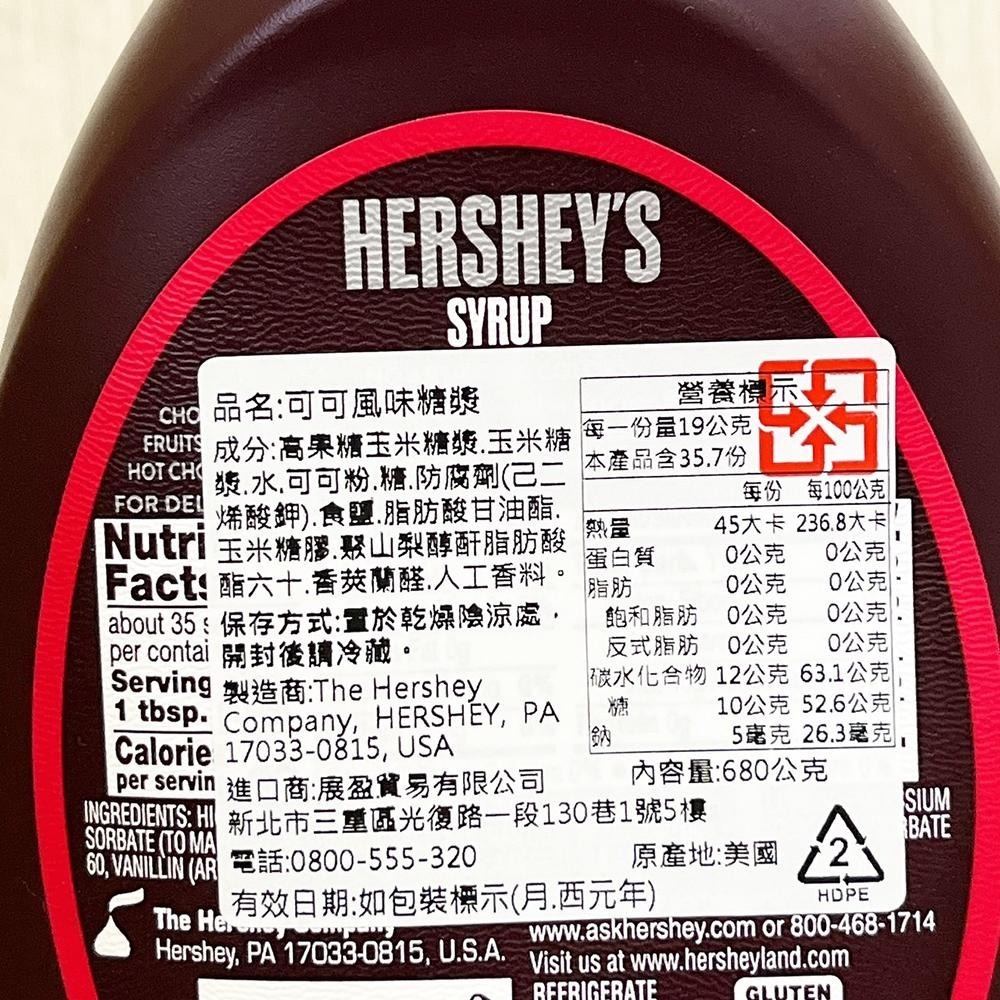 HERSHEY'S
SYRUP
品名:可可風味糖漿
成分:高果糖玉米糖漿.玉米糖
漿.水.可可粉.糖.防腐劑(己二
烯酸鉀).食鹽.脂肪酸甘油酯.
玉米糖膠.聚山梨醇酐脂肪酸
酯六十.香莢蘭醛.人工香料。
保存方式:置於乾燥陰涼處，
開封後請冷藏。
製造商:The Hershey
Company, HERSHEY, PA
17033-0815, USA
進口商:展盈貿易有限公司
新北市三重區光復路一段130巷1號5樓
電話:0800-555-320
有效日期:如包裝標示(月.西元年)
營養標示
每一份量19公克
本產品含35.7份
每份 每100公克
熱量 45大卡 236.8大卡
蛋白質 0公克 0公克
脂肪 0公克 0公克
飽和脂肪 0公克 0公克
反式脂肪 0公克 0公克
碳水化合物 12公克 63.1公克
糖 10公克 52.6公克
鈉 5毫克 26.3毫克
內容量:680公克
原產地:美國
2
HDPE
CHO
FRUITS
HOT CHO
FOR DEL
Nutri
Facts
about 35 s
per contai
Serving
1 tbsp.
Calorie
per servin
INGREDIENTS: HI
SORBATE (TO MA
60, VANILLIN (AR
SIUM
RBATE
The Hershey Company
Hershey, PA 17033-0815, U.S.A.
www.askhershey.com or 800-468-1714
Visit us at www.hersheyland.com
REFRIGERATE
GLUTEN